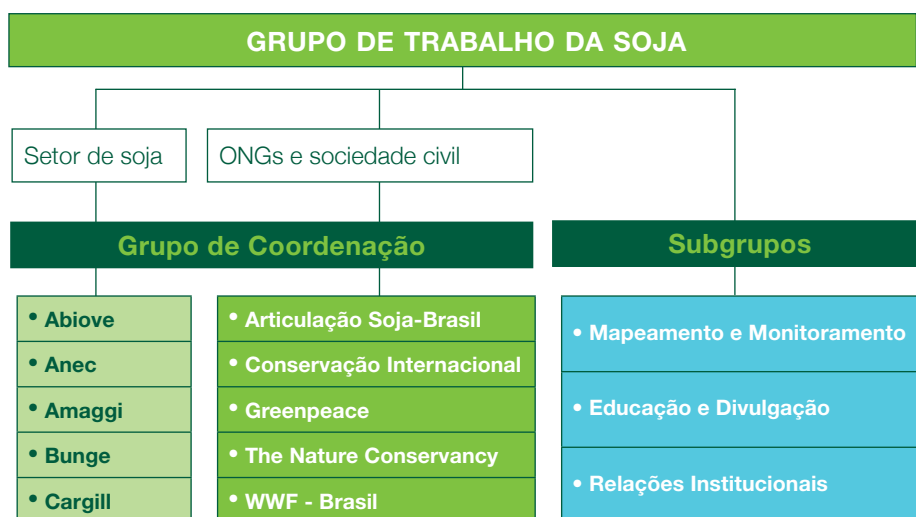 GRUPO DE TRABALHO DA SOJA
Setor de soja
ONGs e sociedade civil
Grupo de Coordenação
Subgrupos
• Abiove
• Anec
• Amaggi
• Bunge
• Cargill
• Articulação Soja-Brasil
• Conservação Internacional
• Greenpeace
• The Nature Conservancy
• WWF - Brasil
• Mapeamento e Monitoramento
• Educação e Divulgação
• Relações Institucionais